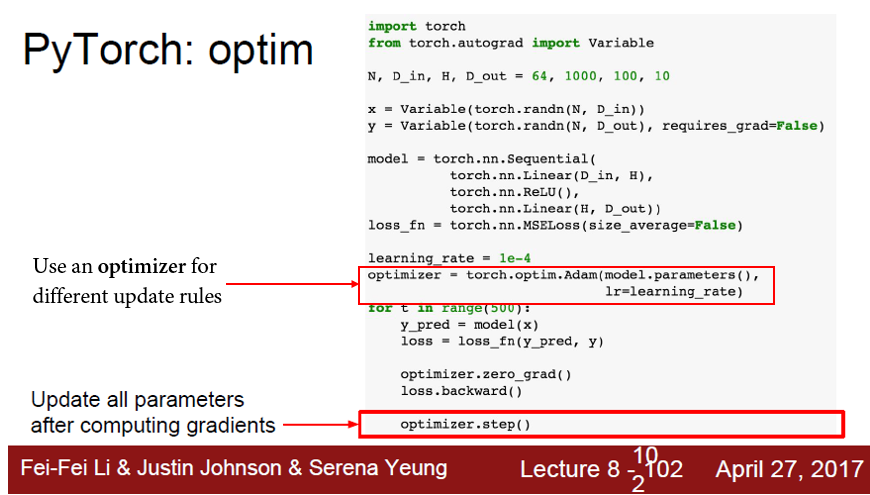 PyTorch: optim
import torch
from torch.autograd import Variable
N, D_in, H, D_out = 64, 1000, 100, 10
x = Variable(torch.randn(N, D_in))
y = Variable(torch.randn(N, D_out), requires_grad=False)
model = torch.nn.Sequential(
torch.nn.Linear(D_in, H),
torch.nn.ReLU(),
torch.nn.Linear(H, D_out))
loss_fn = torch.nn.MSELoss(size_average=False)
learning_rate = 1e-4
optimizer = torch.optim.Adam(model.parameters(),
lr=learning_rate)
for t in range(500):
y_pred = model(x)
loss = loss_fn(y_pred, y)
optimizer.zero_grad()
loss.backward()
optimizer.step()
Use an optimizer for
different update rules
Update all parameters
after computing gradients
Fei-Fei Li & Justin Johnson & Serena Yeung
Lecture 8 - 102
10
2
April 27, 2017